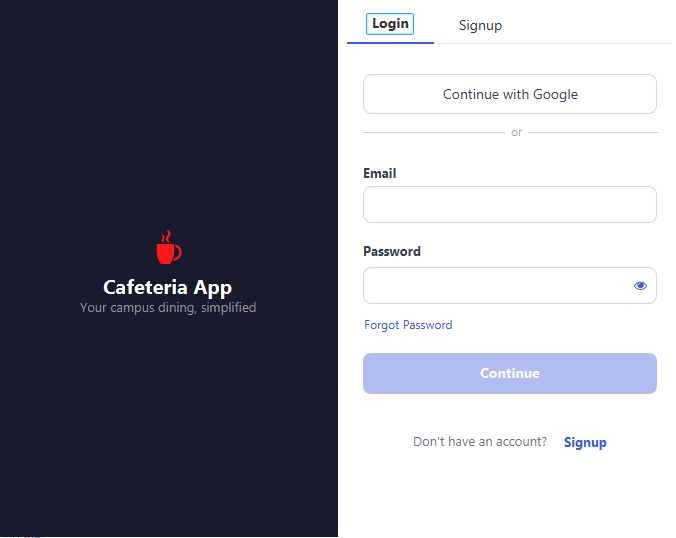 Login
Signup
Continue with Google
or
Email
Password
Forgot Password
Continue
Don't have an account? Signup
Cafeteria App
Your campus dining, simplified